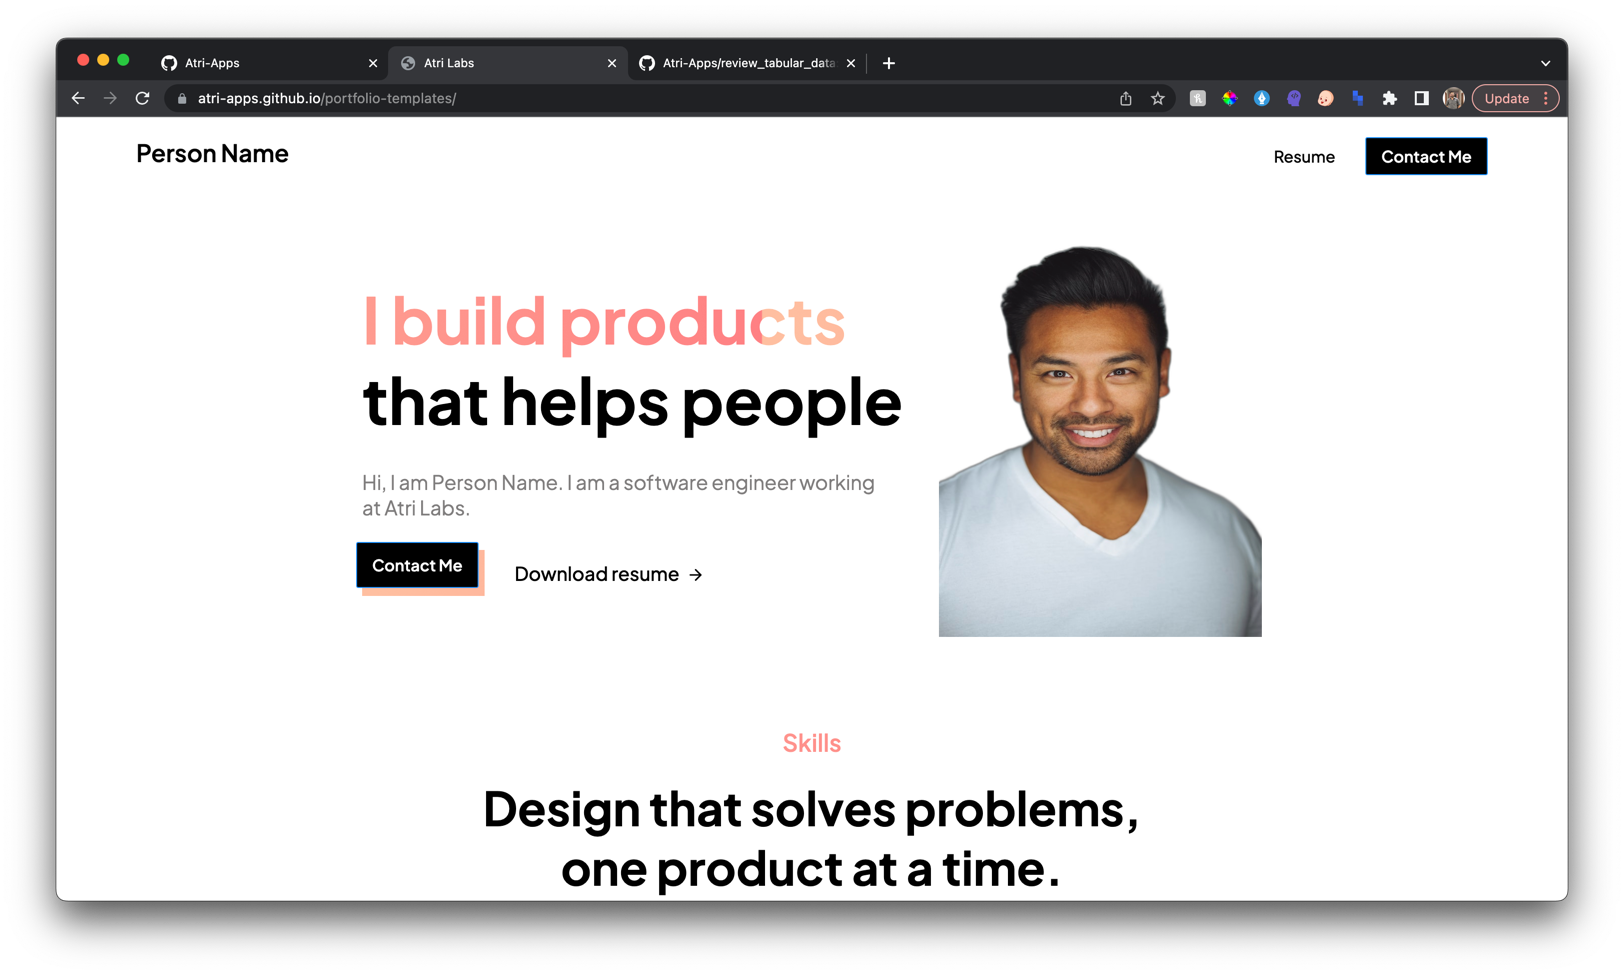 Atri-Apps
Atri Labs
Atri-Apps/review_tabular_data
atri-apps.github.io/portfolio-templates/
Update
Person Name
Resume
Contact Me
I build products
that helps people
Hi, I am Person Name. I am a software engineer working
at Atri Labs.
Contact Me
Download resume →
Skills
Design that solves problems,
one product at a time.